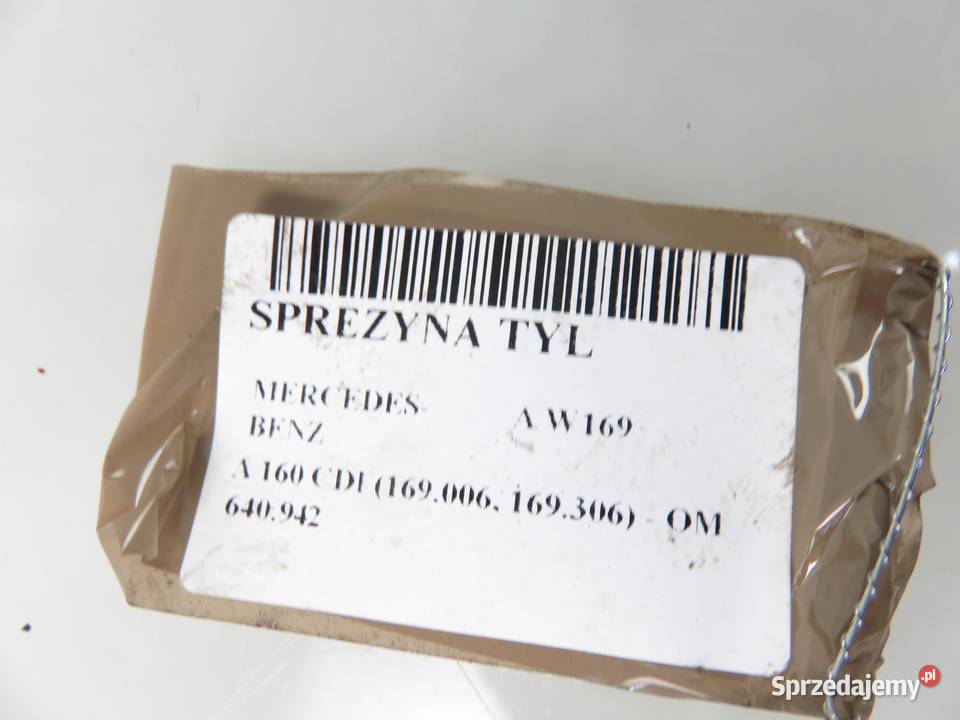 SPREZYNA TYL
MERCEDES-
BENZ
A W169
A 160 CDI (169.006, 169.306) - OM
640.942
Sprzedajemy.pl